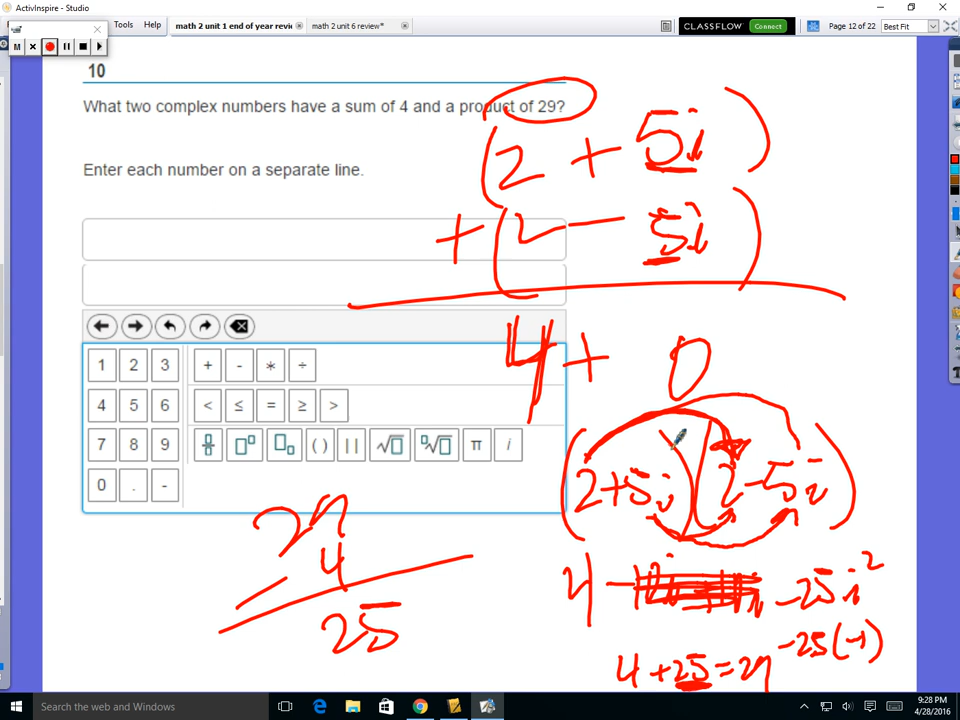 ActivInspire - Studio
Tools Help math 2 unit 1 end of year revie math 2 unit 6 review* CLASSFLOW Connect Page 12 of 22 Best Fit
M
10
What two complex numbers have a sum of 4 and a product of 29?
(2 + 5i)
Enter each number on a separate line.
+ (2 - 5i)
4 + 0
1 2 3 + - * ÷
4 5 6 < ≤ = ≥ >
7 8 9 ( ) | | √ √ π i
0 . -
(2+5i)(2-5i)
29
- 4
25
4 - 25i²
- 25(-1)
4 + 25 = 29
Search the web and Windows
9:28 PM
4/28/2016